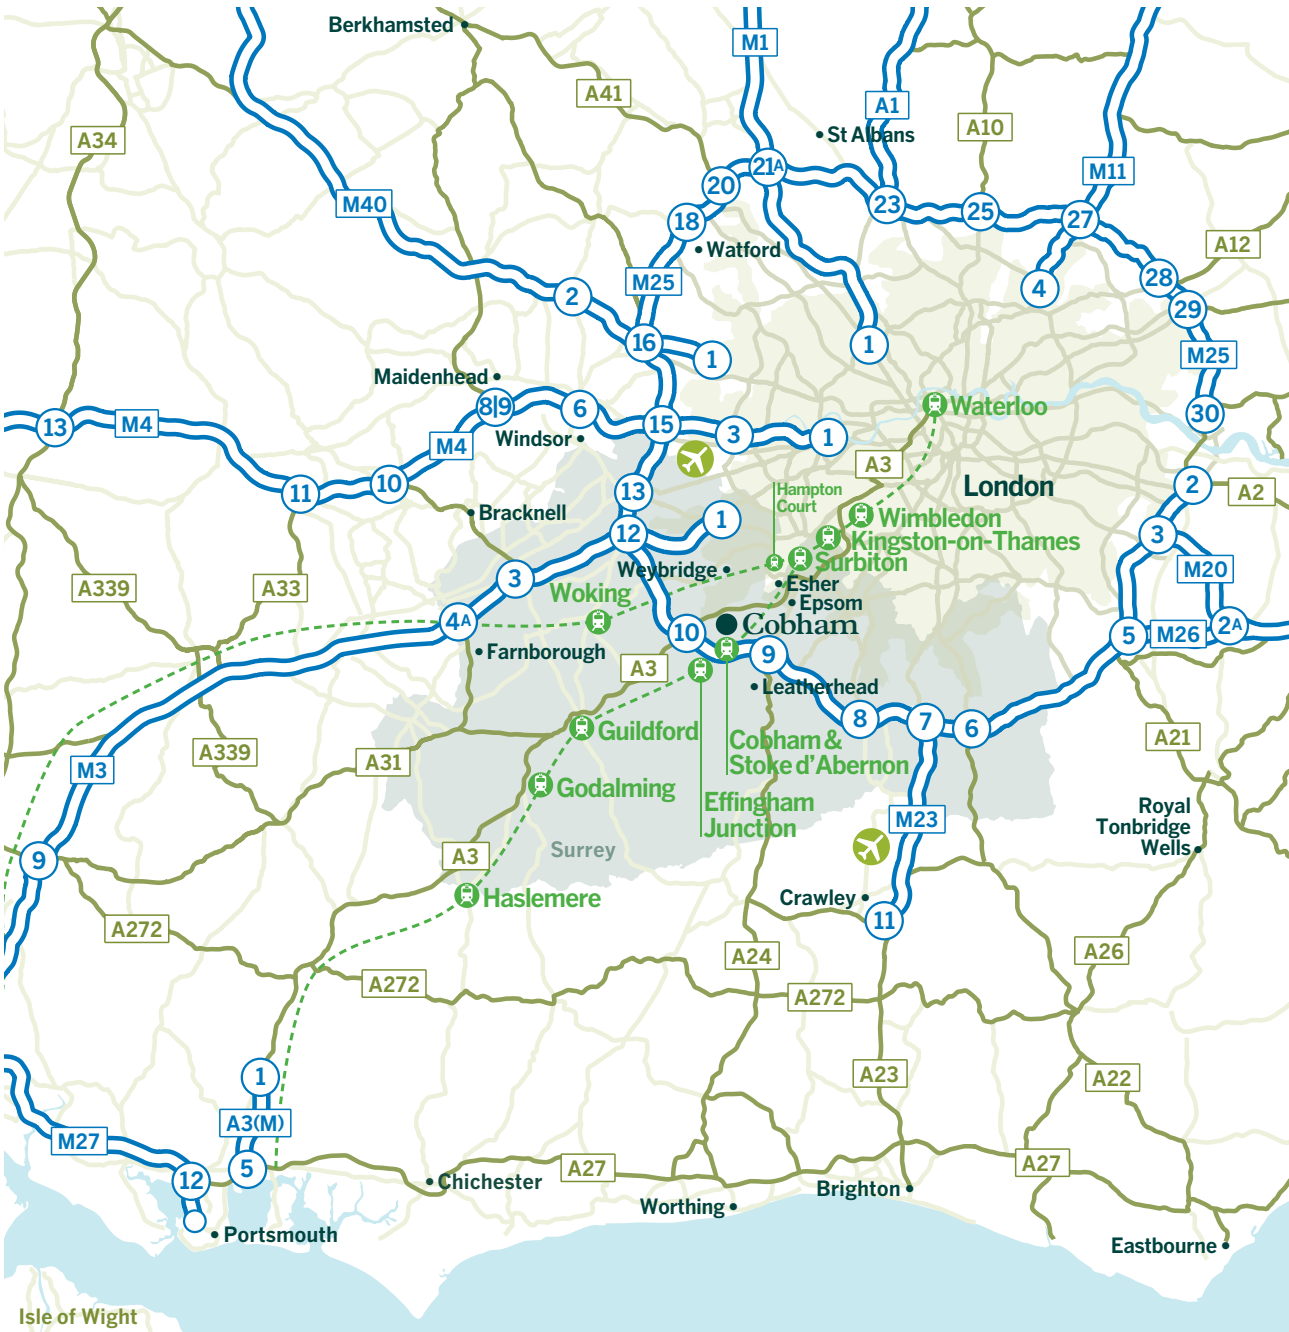 Berkhamsted
M1
A41
A1
A10
St Albans
A34
21A
M11
20
M40
23
25
27
18
Watford
A12
M25
28
4
2
29
16
1
1
M25
Maidenhead
8|9
6
Waterloo
30
13
M4
15
3
1
M4
Windsor
A3
11
10
13
Hampton
Court
London
2
A2
Bracknell
1
Wimbledon
12
3
Kingston-on-Thames
Surbiton
Weybridge
M20
3
Esher
A339
A33
Woking
Epsom
4A
10
Cobham
5
M26
2A
Farnborough
9
A3
Leatherhead
8
7
6
Guildford
A21
A339
Cobham &
Stoke d'Abernon
A31
M3
Godalming
Effingham
Junction
Royal
Tonbridge
Wells
M23
Surrey
9
A3
Haslemere
Crawley
11
A272
A24
A26
A272
A272
1
A23
A22
A3(M)
M27
12
5
A27
A27
Chichester
Worthing
Brighton
Portsmouth
Eastbourne
Isle of Wight